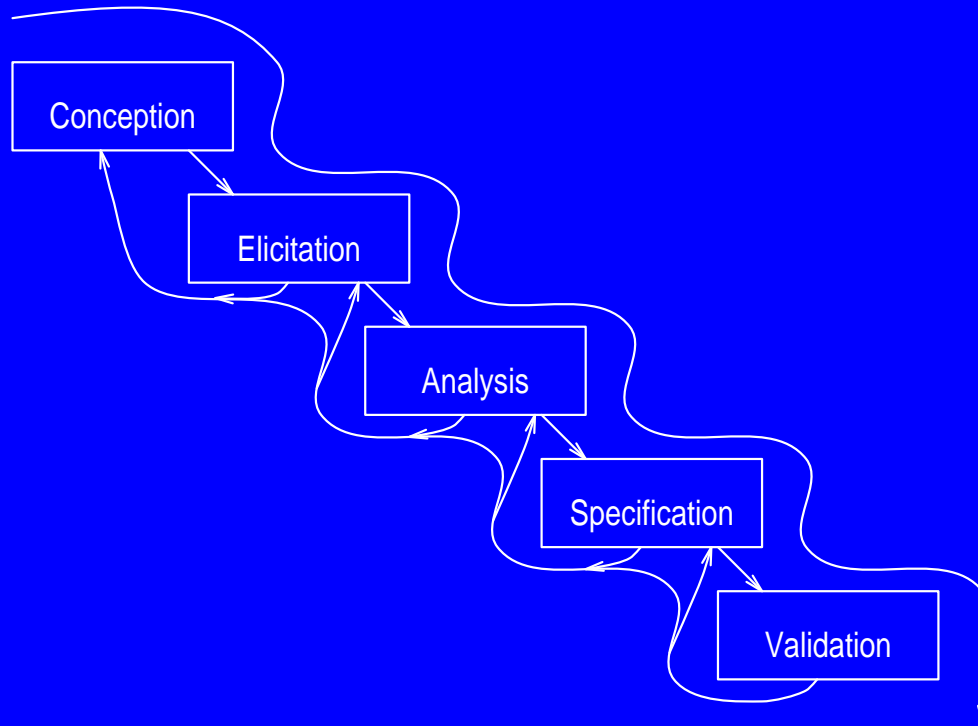 Conception
Elicitation
Analysis
Specification
Validation